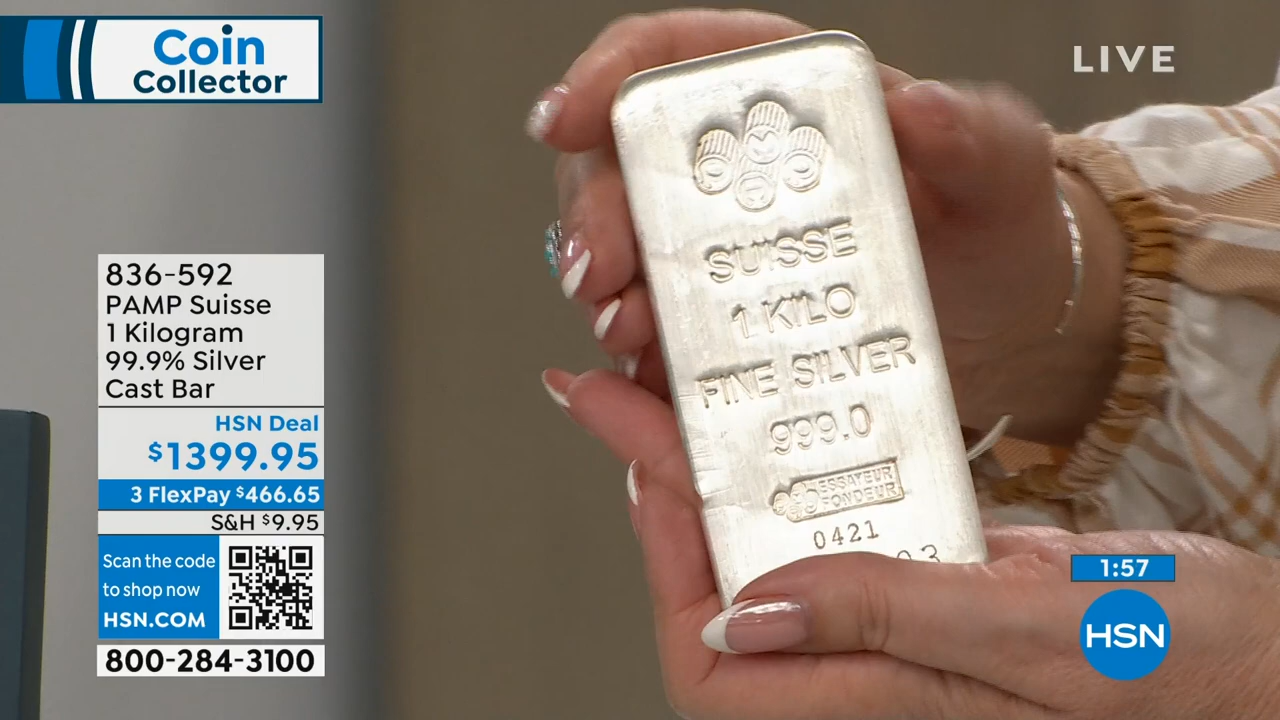 Coin
Collector
LIVE
836-592
PAMP Suisse
1 Kilogram
99.9% Silver
Cast Bar
HSN Deal
$1399.95
3 FlexPay $466.65
S&H $9.95
Scan the code
to shop now
HSN.COM
800-284-3100
SUISSE
1 KILO
FINE SILVER
999.0
ESSAYEUR
FONDEUR
0421
03
1:57
HSN